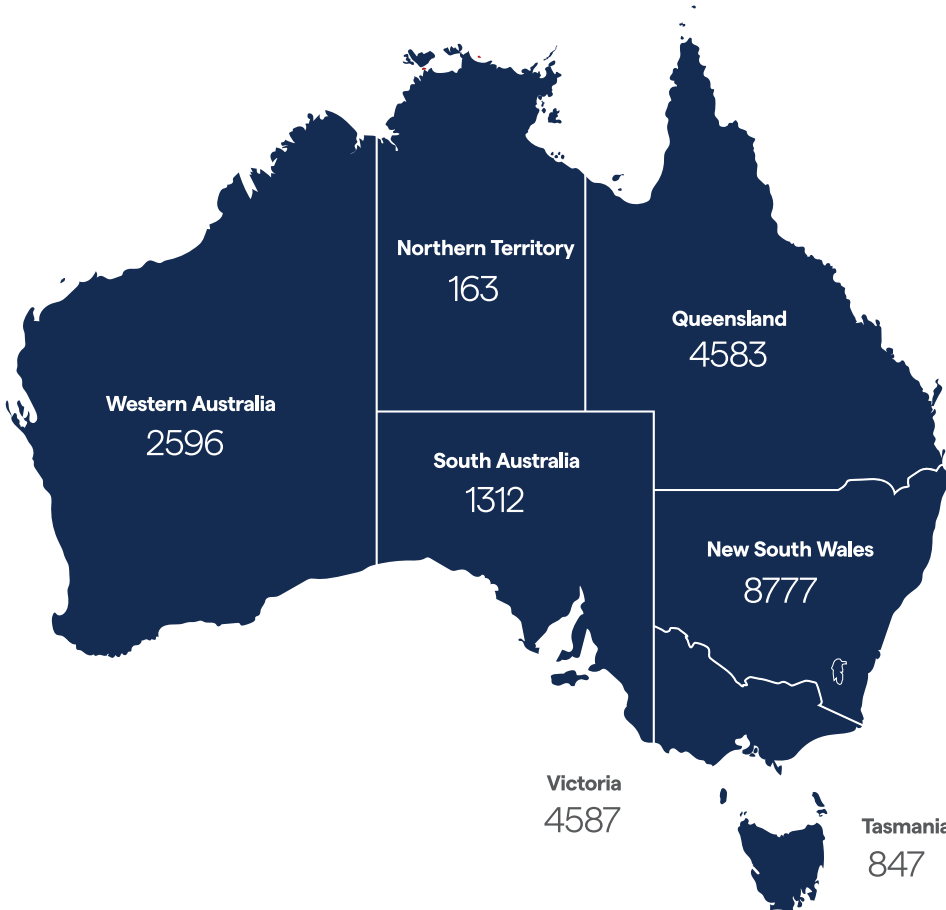 Northern Territory
163
Queensland
4583
Western Australia
2596
South Australia
1312
New South Wales
8777
Victoria
4587
Tasmania
847